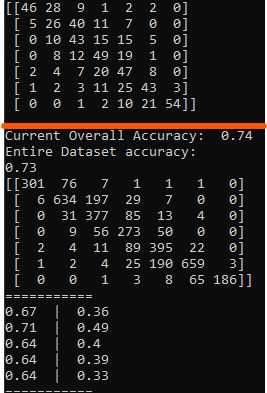 [[46 28 9 1 2 2 0]
[ 5 26 40 11 7 0 0]
[ 0 10 43 15 15 5 0]
[ 0 8 12 49 19 1 0]
[ 2 4 7 20 47 8 0]
[ 1 2 3 11 25 43 3]
[ 0 0 1 2 10 21 54]]
Current Overall Accuracy: 0.74
Entire Dataset accuracy:
0.73
[[301 76 7 1 1 1 0]
[ 6 634 197 29 7 0 0]
[ 0 31 377 85 13 4 0]
[ 0 9 56 273 50 0 0]
[ 2 4 11 89 395 22 0]
[ 1 2 4 25 190 659 3]
[ 0 0 1 3 8 65 186]]
===========
0.67 | 0.36
0.71 | 0.49
0.64 | 0.4
0.64 | 0.39
0.64 | 0.33
===========